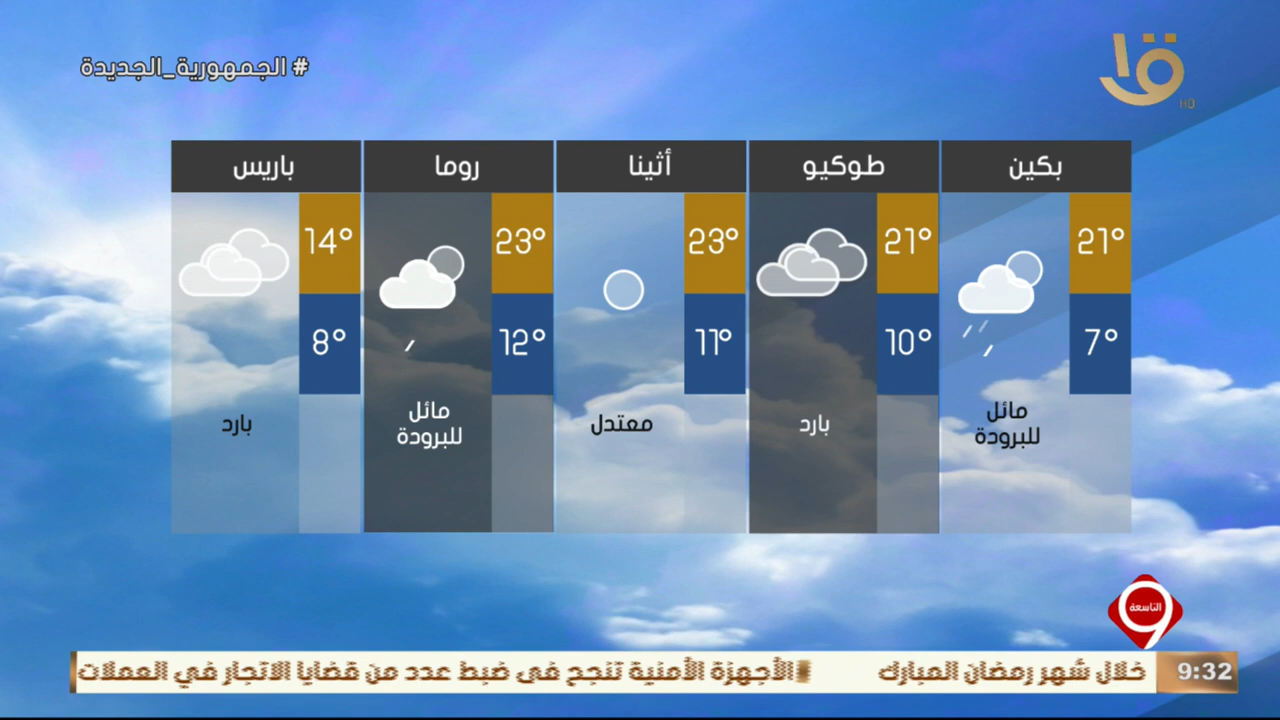 # الجمهورية_الجديدة
HD
بكين
21°
7°
مائل
للبرودة
طوكيو
21°
10°
بارد
أثينا
23°
11°
معتدل
روما
23°
12°
مائل
للبرودة
باريس
14°
8°
بارد
التاسعة
9
9:32
خلال شهر رمضان المبارك
#الأجهزة الأمنية تنجح فى ضبط عدد من قضايا الاتجار في العملات